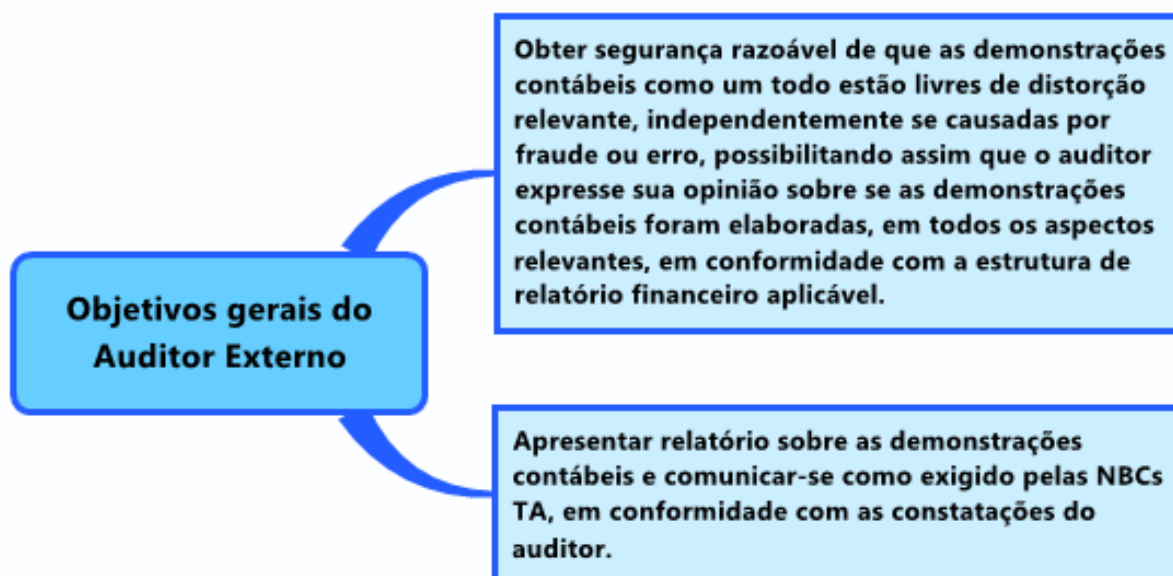 Objetivos gerais do
Auditor Externo
Obter segurança razoável de que as demonstrações
contábeis como um todo estão livres de distorção
relevante, independentemente se causadas por
fraude ou erro, possibilitando assim que o auditor
expresse sua opinião sobre se as demonstrações
contábeis foram elaboradas, em todos os aspectos
relevantes, em conformidade com a estrutura de
relatório financeiro aplicável.
Apresentar relatório sobre as demonstrações
contábeis e comunicar-se como exigido pelas NBCs
TA, em conformidade com as constatações do
auditor.